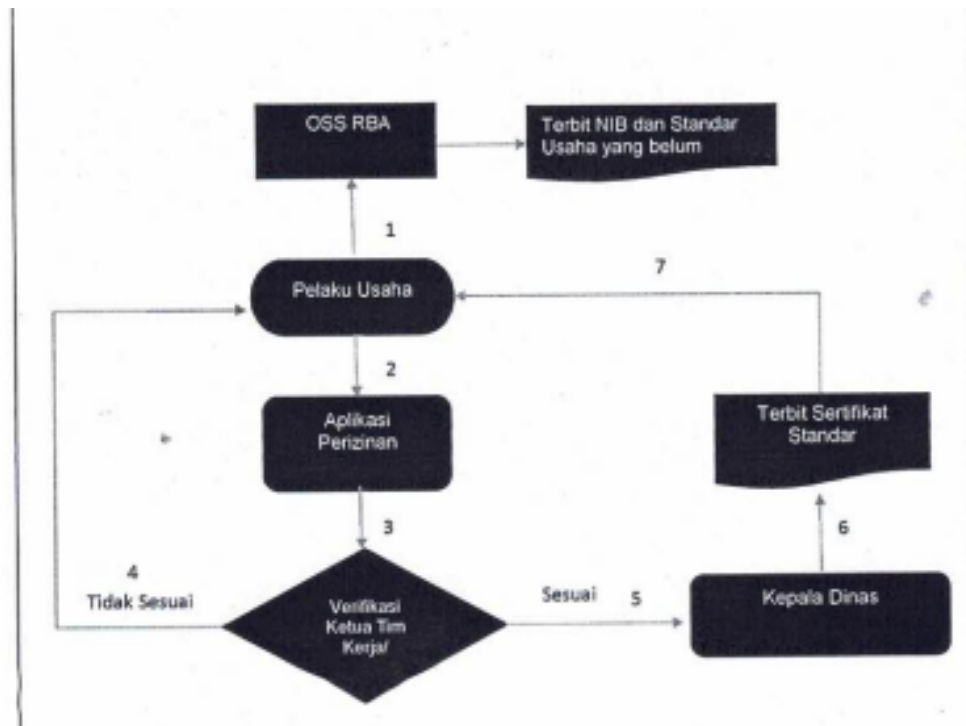 OSS RBA
Terbit NIB dan Standar
Usaha yang belum
1
7
Pelaku Usaha
2
Aplikasi
Perizinan
Terbit Sertifikat
Standar
3
6
4
Tidak Sesuai
Sesuai 5
Verifikasi
Ketua Tim
Kerja/
Kepala Dinas